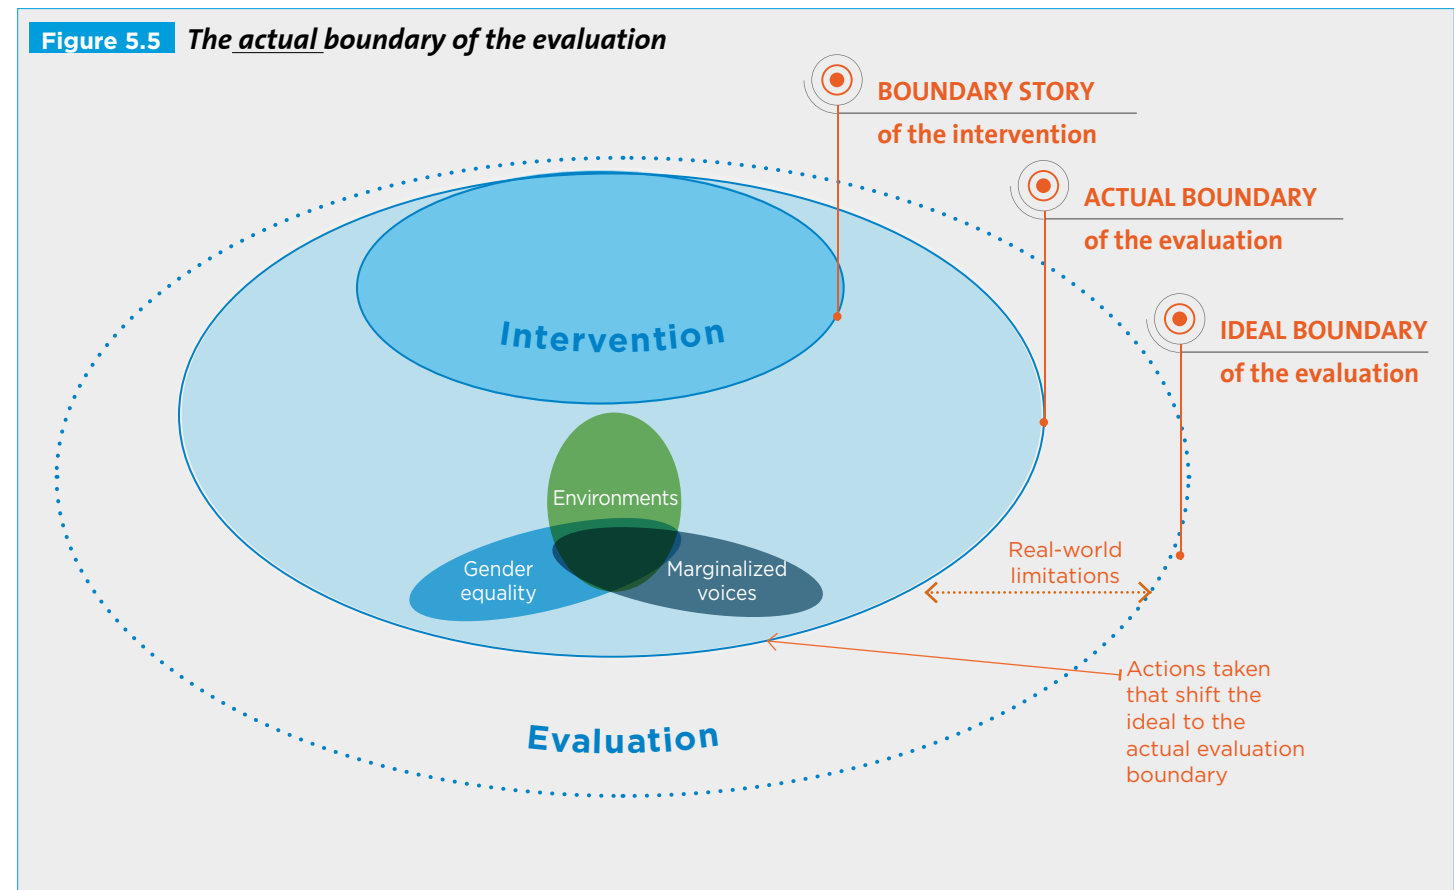 Figure 5.5 The actual boundary of the evaluation
BOUNDARY STORY
of the intervention
ACTUAL BOUNDARY
of the evaluation
IDEAL BOUNDARY
of the evaluation
Intervention
Environments
Gender
equality
Marginalized
voices
Real-world
limitations
Actions taken
that shift the
ideal to the
actual evaluation
boundary
Evaluation